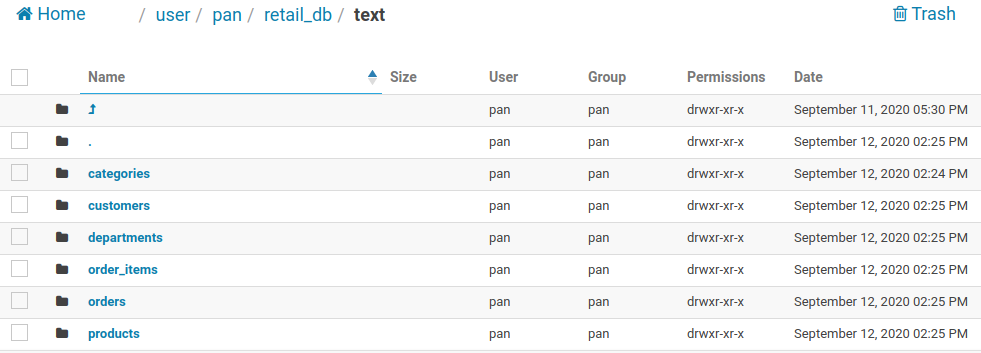 Home / user / pan / retail_db / text Trash
Name Size User Group Permissions Date
pan pan drwxr-xr-x September 11, 2020 05:30 PM
. pan pan drwxr-xr-x September 12, 2020 02:25 PM
categories pan pan drwxr-xr-x September 12, 2020 02:24 PM
customers pan pan drwxr-xr-x September 12, 2020 02:25 PM
departments pan pan drwxr-xr-x September 12, 2020 02:25 PM
order_items pan pan drwxr-xr-x September 12, 2020 02:25 PM
orders pan pan drwxr-xr-x September 12, 2020 02:25 PM
products pan pan drwxr-xr-x September 12, 2020 02:25 PM